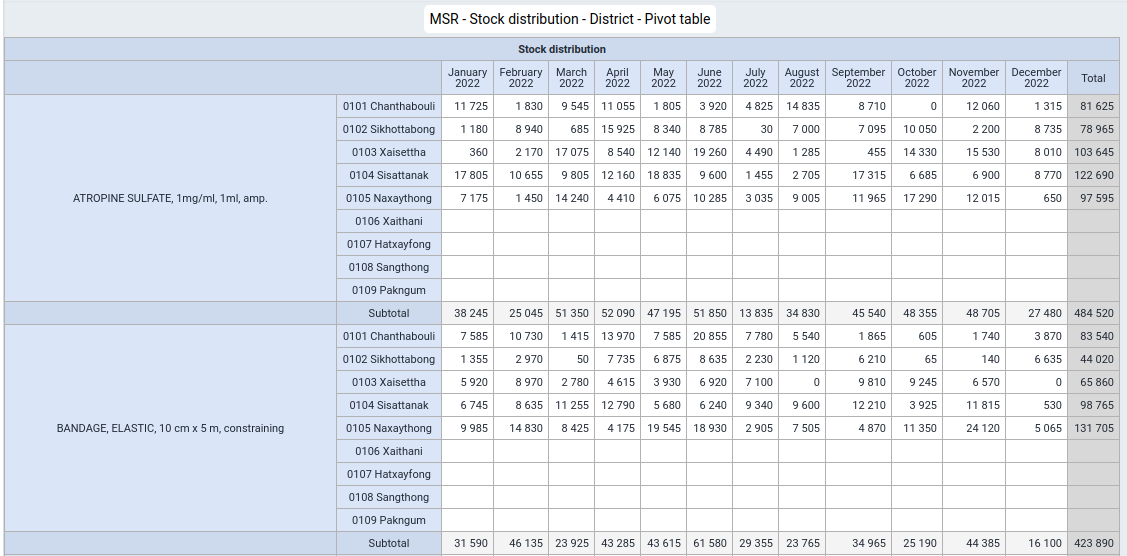 MSR - Stock distribution - District - Pivot table
Stock distribution
January 2022 February 2022 March 2022 April 2022 May 2022 June 2022 July 2022 August 2022 September 2022 October 2022 November 2022 December 2022 Total
0101 Chanthabouli 11 725 1 830 9 545 11 055 1 805 3 920 4 825 14 835 8 710 0 12 060 1 315 81 625
0102 Sikhottabong 1 180 8 940 685 15 925 8 340 8 785 30 7 000 7 095 10 050 2 200 8 735 78 965
0103 Xaisettha 360 2 170 17 075 8 540 12 140 19 260 4 490 1 285 455 14 330 15 530 8 010 103 645
0104 Sisattanak 17 805 10 655 9 805 12 160 18 835 9 600 1 455 2 705 17 315 6 685 6 900 8 770 122 690
ATROPINE SULFATE, 1mg/ml, 1ml, amp. 0105 Naxaythong 7 175 1 450 14 240 4 410 6 075 10 285 3 035 9 005 11 965 17 290 12 015 650 97 595
0106 Xaithani
0107 Hatxayfong
0108 Sangthong
0109 Pakngum
Subtotal 38 245 25 045 51 350 52 090 47 195 51 850 13 835 34 830 45 540 48 355 48 705 27 480 484 520
0101 Chanthabouli 7 585 10 730 1 415 13 970 7 585 20 855 7 780 5 540 1 865 605 1 740 3 870 83 540
0102 Sikhottabong 1 355 2 970 50 7 735 6 875 8 635 2 230 1 120 6 210 65 140 6 635 44 020
0103 Xaisettha 5 920 8 970 2 780 4 615 3 930 6 920 7 100 0 9 810 9 245 6 570 0 65 860
0104 Sisattanak 6 745 8 635 11 255 12 790 5 680 6 240 9 340 9 600 12 210 3 925 11 815 530 98 765
BANDAGE, ELASTIC, 10 cm x 5 m, constraining 0105 Naxaythong 9 985 14 830 8 425 4 175 19 545 18 930 2 905 7 505 4 870 11 350 24 120 5 065 131 705
0106 Xaithani
0107 Hatxayfong
0108 Sangthong
0109 Pakngum
Subtotal 31 590 46 135 23 925 43 285 43 615 61 580 29 355 23 765 34 965 25 190 44 385 16 100 423 890